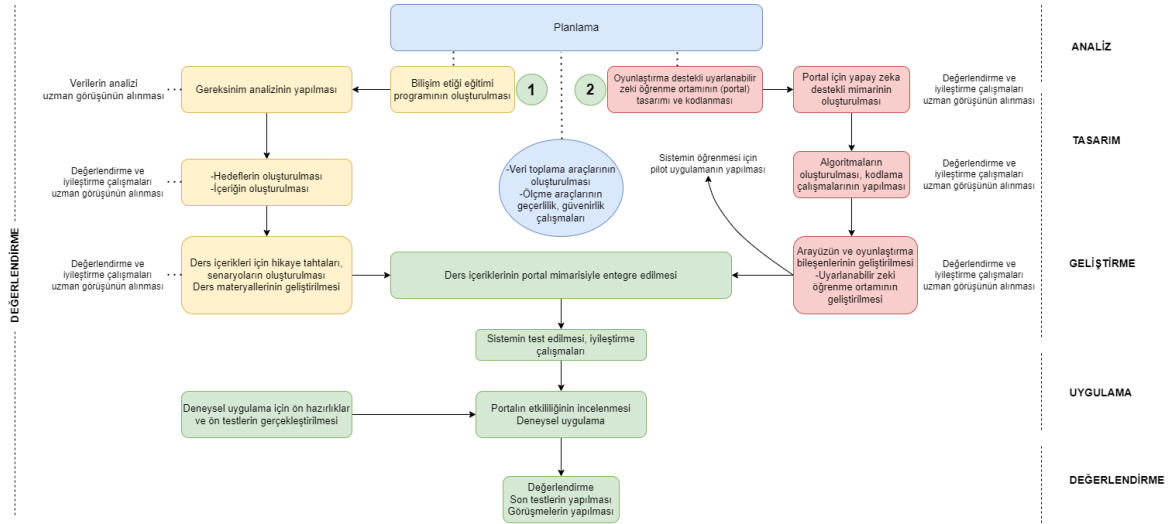 Planlama
ANALİZ
Verilerin analizi
uzman görüşünün alınması
Gereksinim analizinin yapılması
Bilişim etiği eğitimi
programının oluşturulması
1
2
Oyunlaştırma destekli uyarlanabilir
zeki öğrenme ortamının (portal)
tasarımı ve kodlanması
Portal için yapay zeka
destekli mimarinin
oluşturulması
Değerlendirme ve
iyileştirme çalışmaları
uzman görüşünün alınması
TASARIM
Değerlendirme ve
iyileştirme çalışmaları
uzman görüşünün alınması
-Hedeflerin oluşturulması
-İçeriğin oluşturulması
-Veri toplama araçlarının
oluşturulması
-Ölçme araçlarının
geçerlilik, güvenirlik
çalışmaları
Sistemin öğrenmesi için
pilot uygulamanın yapılması
Algoritmaların
oluşturulması, kodlama
çalışmalarının yapılması
Değerlendirme ve
iyileştirme çalışmaları
uzman görüşünün alınması
DEĞERLENDİRME
GELİŞTİRME
Değerlendirme ve
iyileştirme çalışmaları
uzman görüşünün alınması
Ders içerikleri için hikaye tahtaları,
senaryoların oluşturulması
Ders materyallerinin geliştirilmesi
Ders içeriklerinin portal mimarisiyle entegre edilmesi
Arayüzün ve oyunlaştırma
bileşenlerinin geliştirilmesi
-Uyarlanabilir zeki
öğrenme ortamının
geliştirilmesi
Değerlendirme ve
iyileştirme çalışmaları
uzman görüşünün alınması
Sistemin test edilmesi, iyileştirme
çalışmaları
UYGULAMA
Deneysel uygulama için ön hazırlıklar
ve ön testlerin gerçekleştirilmesi
Portalın etkililiğinin incelenmesi
Deneysel uygulama
DEĞERLENDİRME
Değerlendirme
Son testlerin yapılması
Görüşmelerin yapılması